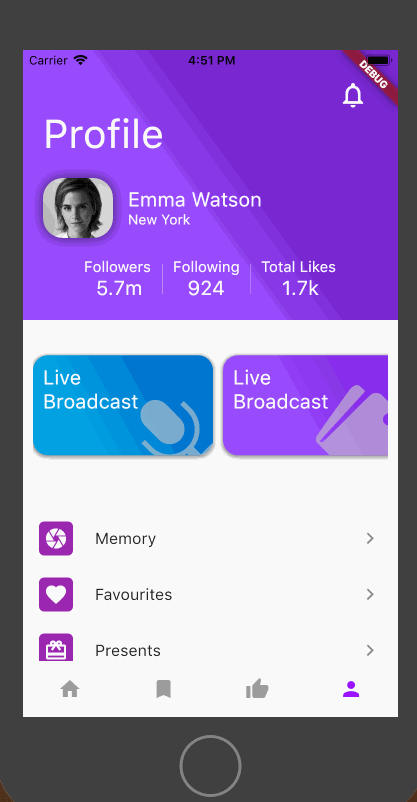 Carrier
4:51 PM
DEBUG
Profile
Emma Watson
New York
Followers
Following
Total Likes
5.7m
924
1.7k
Live
Broadcast
Live
Broadcast
Memory
Favourites
Presents